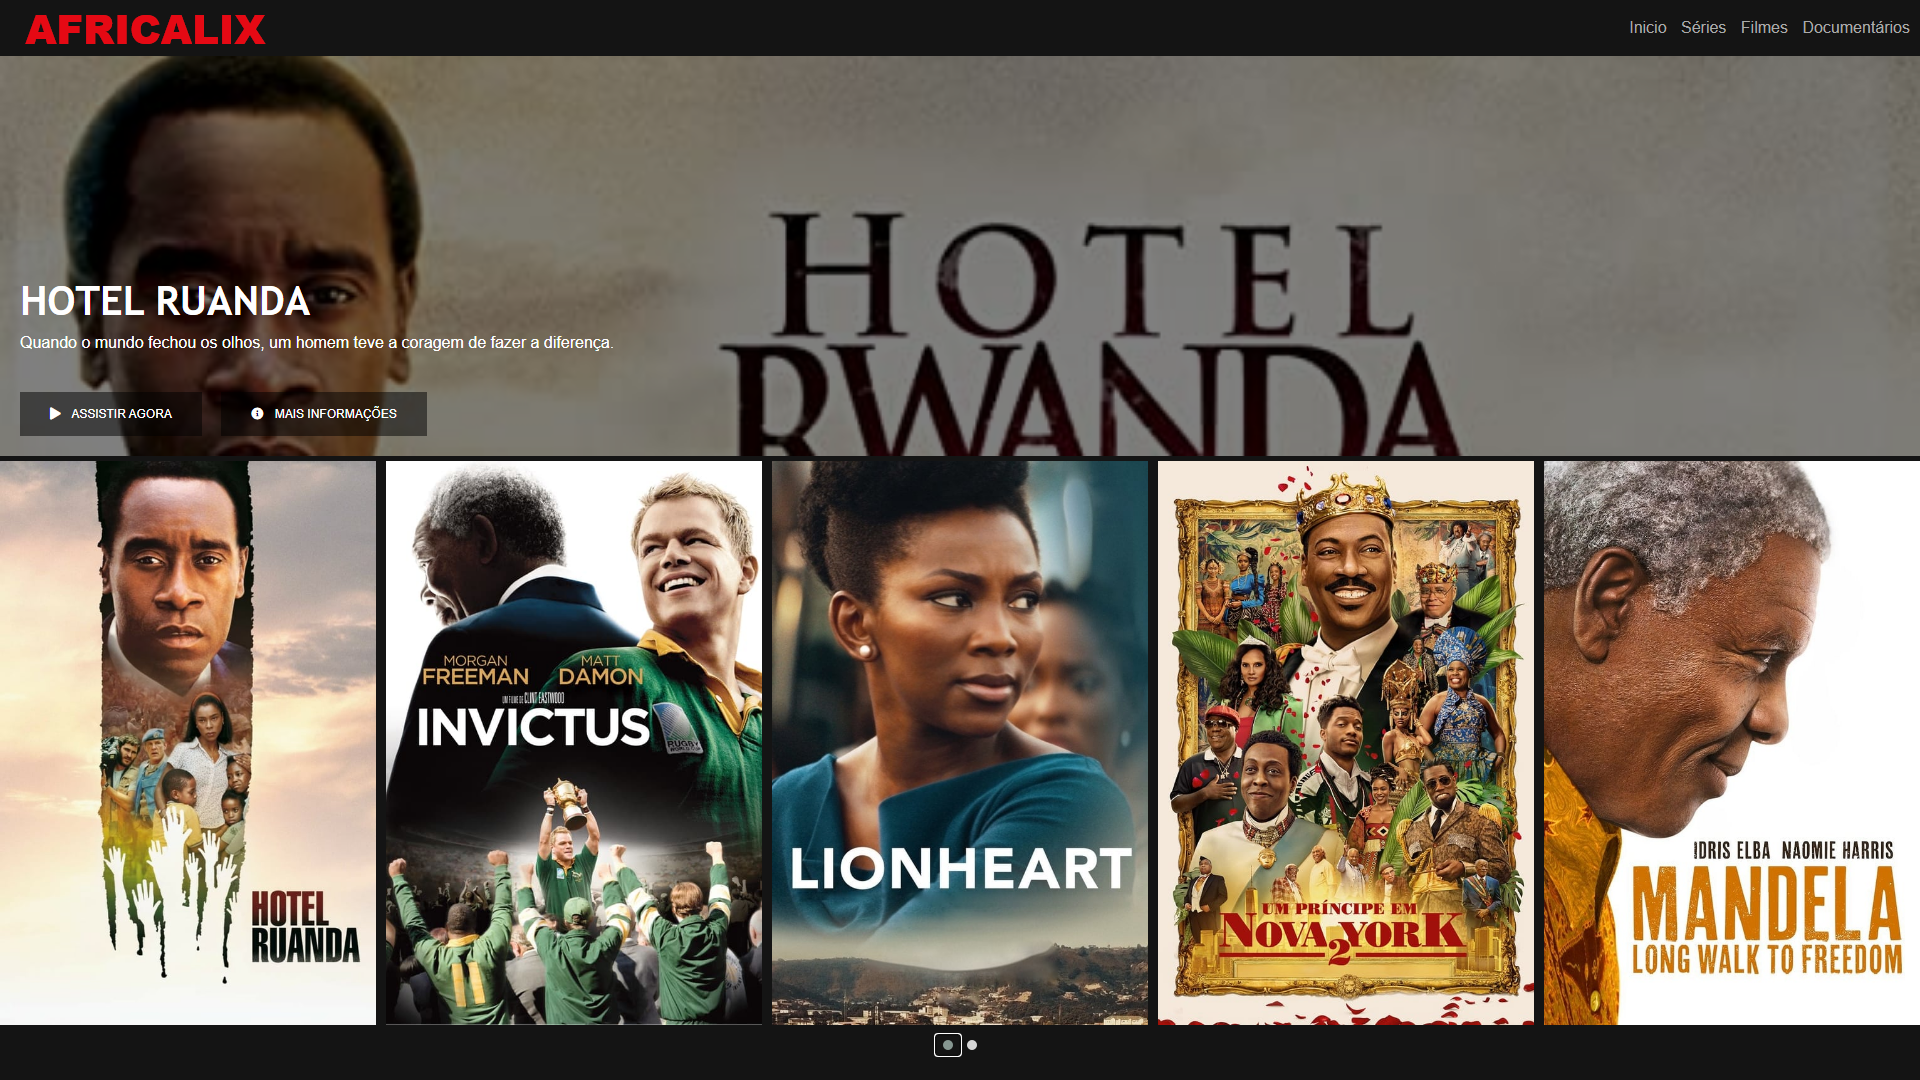 AFRICALIX
Inicio Séries Filmes Documentários
HOTEL
RWANDA
HOTEL RUANDA
Quando o mundo fechou os olhos, um homem teve a coragem de fazer a diferença.
ASSISTIR AGORA MAIS INFORMAÇÕES
HOTEL
RUANDA
MORGAN MATT
FREEMAN DAMON
UM FILME DE CLINT EASTWOOD
INVICTUS
RUGBY
11
LIONHEART
UM PRÍNCIPE EM
NOVA YORK
2
IDRIS ELBA NAOMIE HARRIS
MANDELA
LONG WALK TO FREEDOM